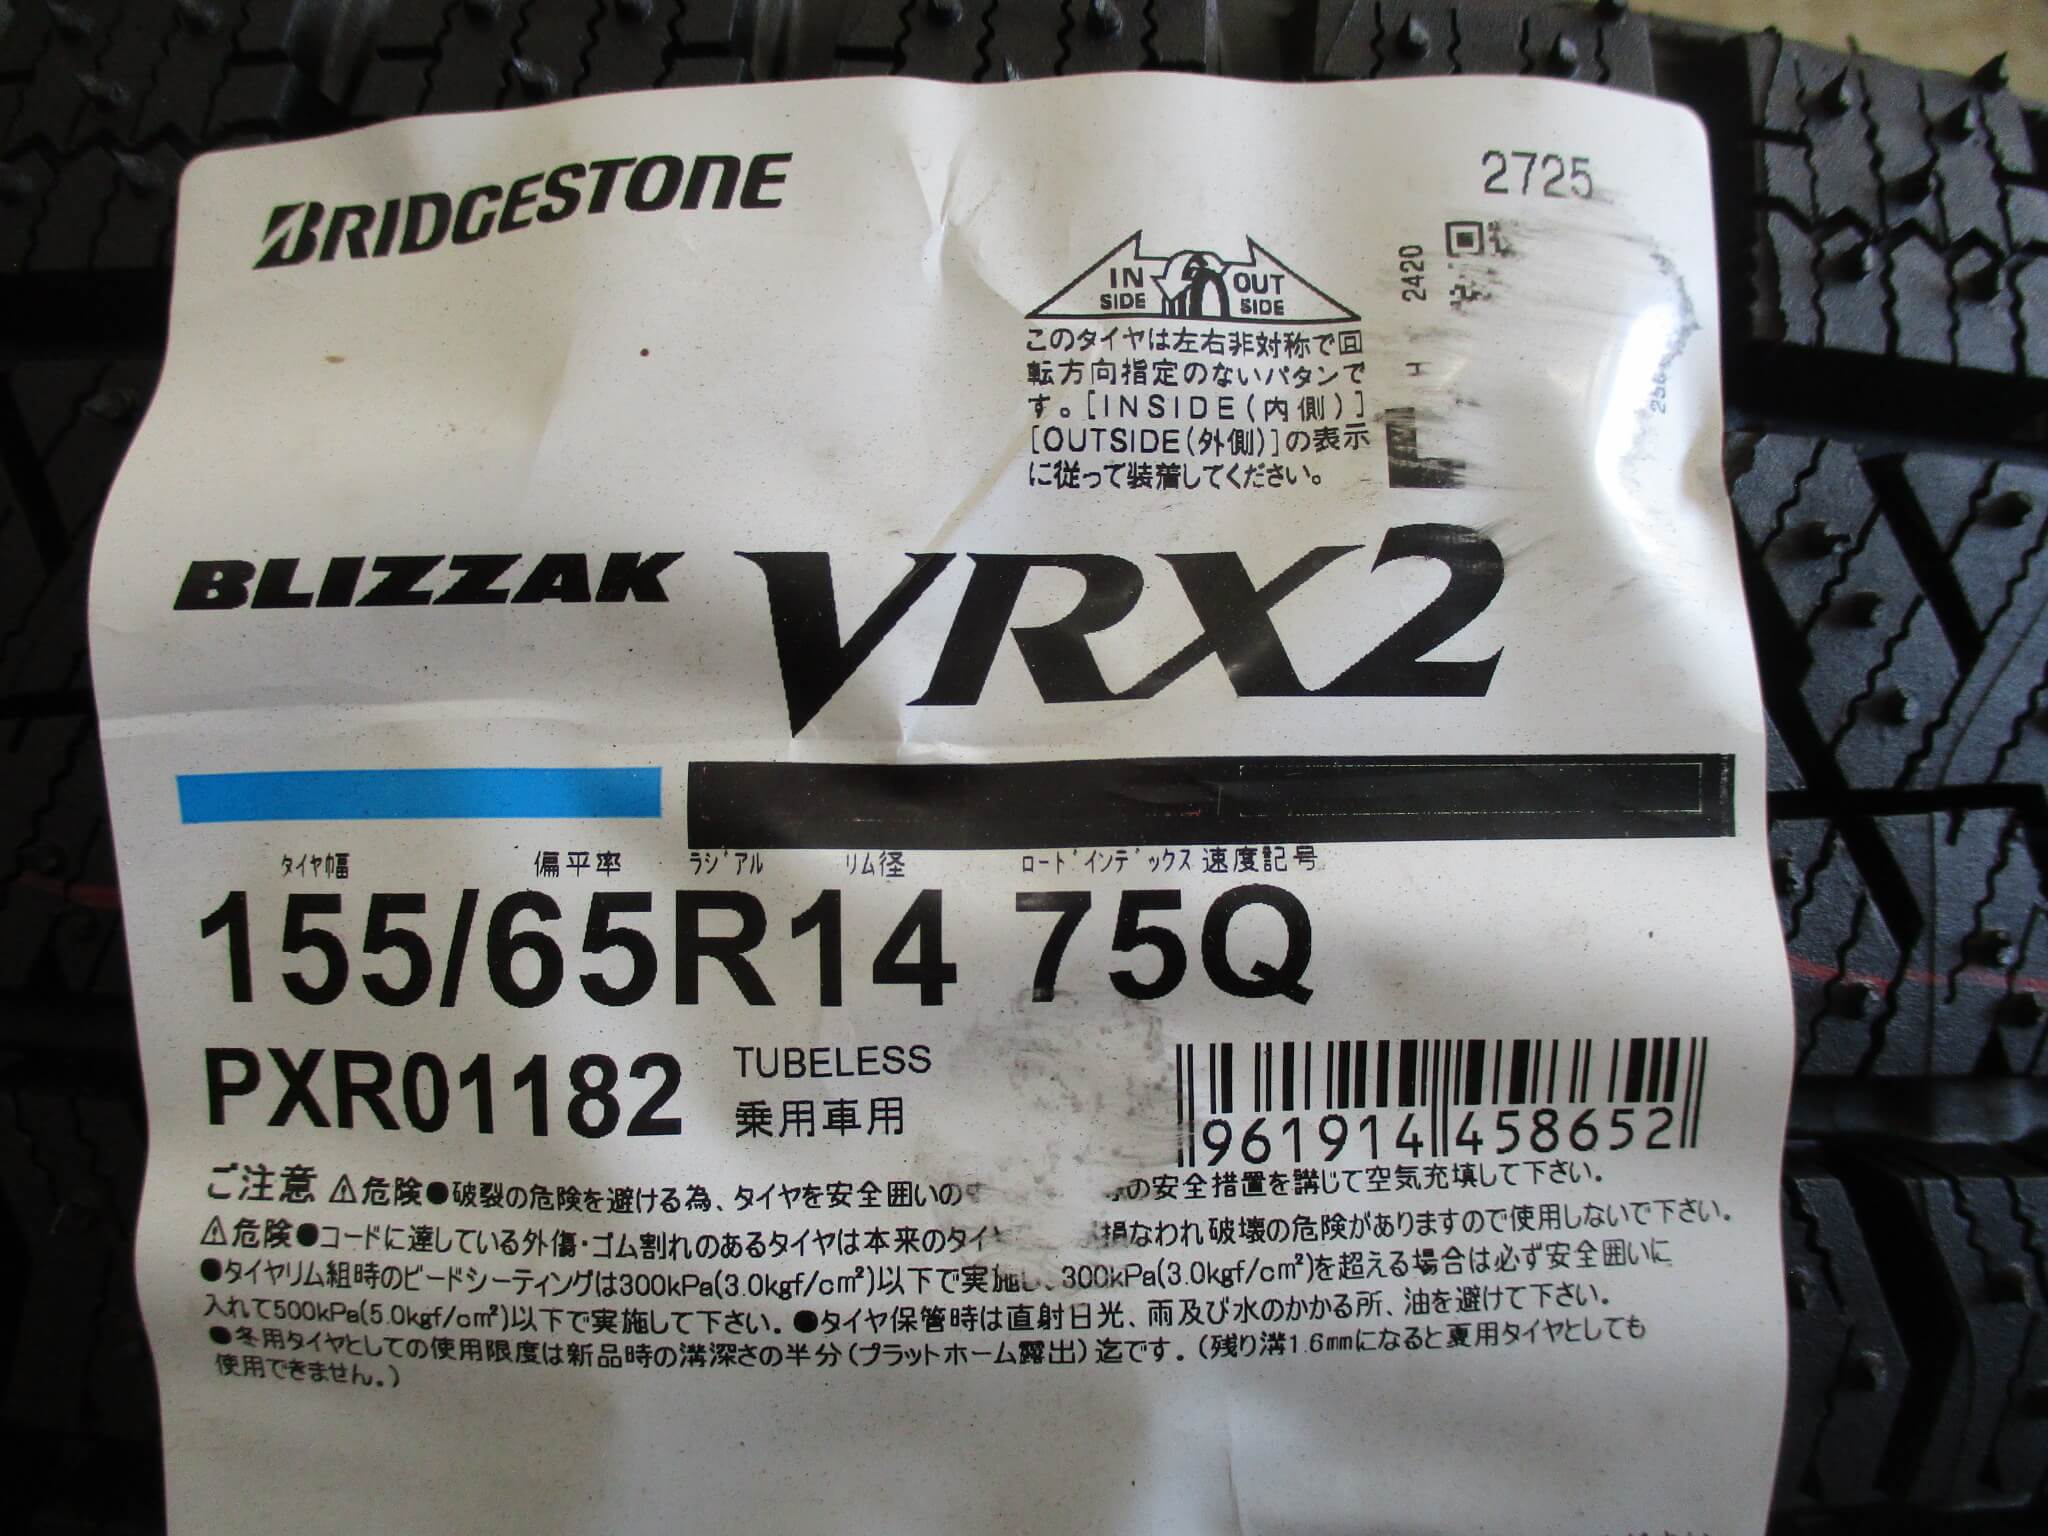 BRIDGESTONE
2725
IN SIDE
OUT SIDE
2420
このタイヤは左右非対称で回
転方向指定のないパタンで
す。[INSIDE(内側)]
[OUTSIDE(外側)]の表示
に従って装着してください。
BLIZZAK VRX2
タイヤ巾幅 偏平率 ラジアル リム径 ロードインデックス 速度記号
155/65R14 75Q
PXR01182
TUBELESS
乗用車用
961914 458652
ご注意 ⚠危険●破裂の危険を避ける為、タイヤを安全囲いの の安全措置を講じて空気充填して下さい。
⚠危険●コードに達している外傷・ゴム割れのあるタイヤは本来のタイヤ 損なわれ破壊の危険がありますので使用しないで下さい。
●タイヤリム組時のビードシーティングは300kPa(3.0kgf/cm²)以下で実施し、300kPa(3.0kgf/cm²)を超える場合は必ず安全囲いに
入れて500kPa(5.0kgf/cm²)以下で実施して下さい。●タイヤ保管時は直射日光、雨及び水のかかる所、油を避けて下さい。
●冬用タイヤとしての使用限度は新品時の溝深さの半分(プラットホーム露出)迄です。(残り溝1.6mmになると夏用タイヤとしても
使用できません。)